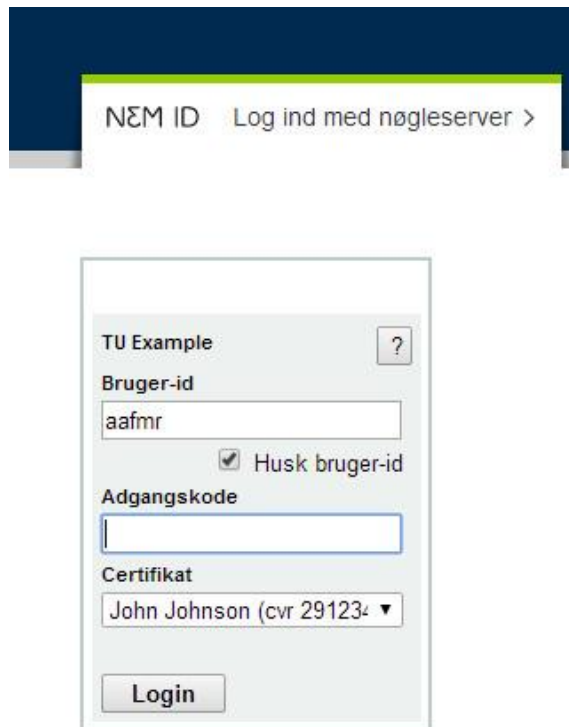 NEM ID Log ind med nøgleserver >
TU Example ?
Bruger-id
aafmr
Husk bruger-id
Adgangskode
Certifikat
John Johnson (cvr 29123
Login